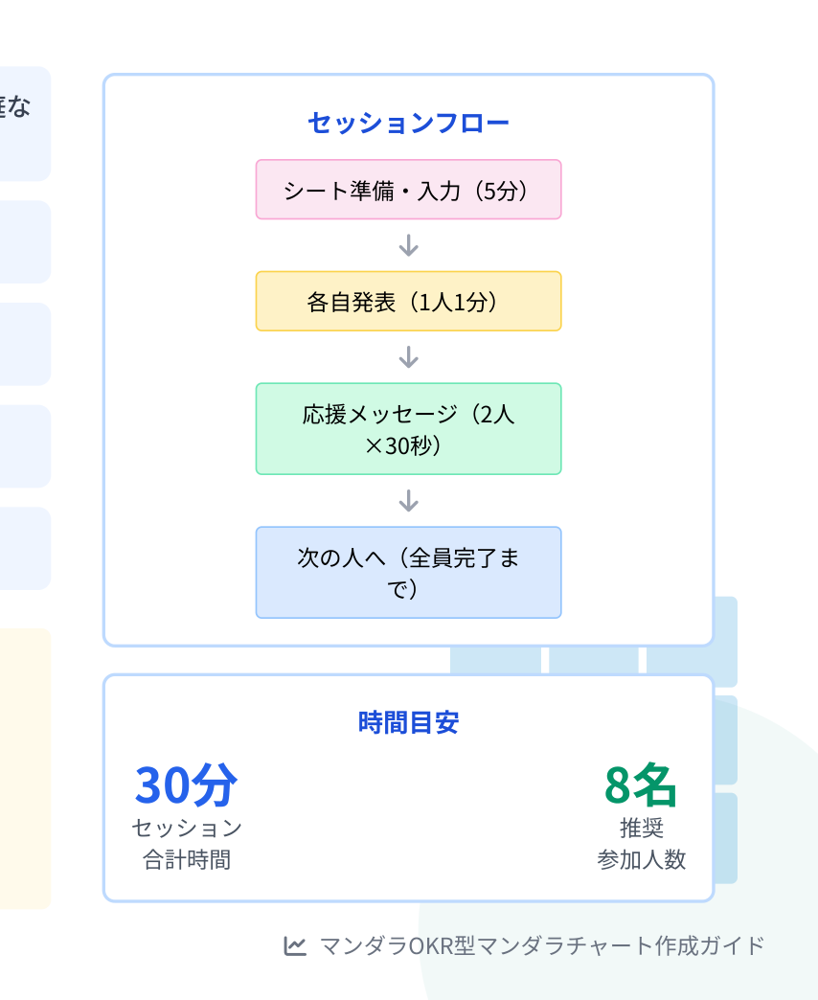 な
セッションフロー
シート準備・入力（5分）
各自発表（1人1分）
応援メッセージ（2人
×30秒）
次の人へ（全員完了ま
で）
時間目安
30分
セッション
合計時間
8名
推奨
参加人数
マンダラOKR型マンダラチャート作成ガイド